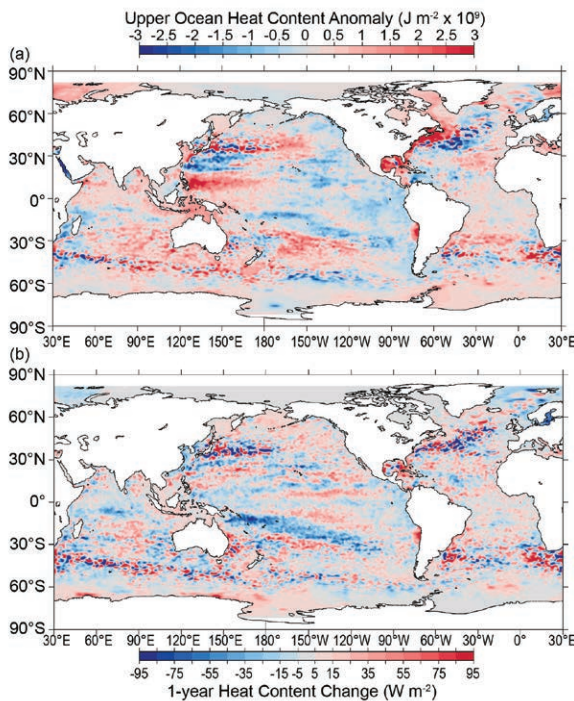 Upper Ocean Heat Content Anomaly (J m⁻² x 10⁹)
-3 -2.5 -2 -1.5 -1 -0.5 0 0.5 1 1.5 2 2.5 3
(a)
90°N
60°N
30°N
0°
30°S
60°S
90°S
30°E 60°E 90°E 120°E 150°E 180° 150°W 120°W 90°W 60°W 30°W 0° 30°E
(b)
90°N
60°N
30°N
0°
30°S
60°S
90°S
30°E 60°E 90°E 120°E 150°E 180° 150°W 120°W 90°W 60°W 30°W 0° 30°E
-95 -75 -55 -35 -15 -5 5 15 35 55 75 95
1-year Heat Content Change (W m⁻²)